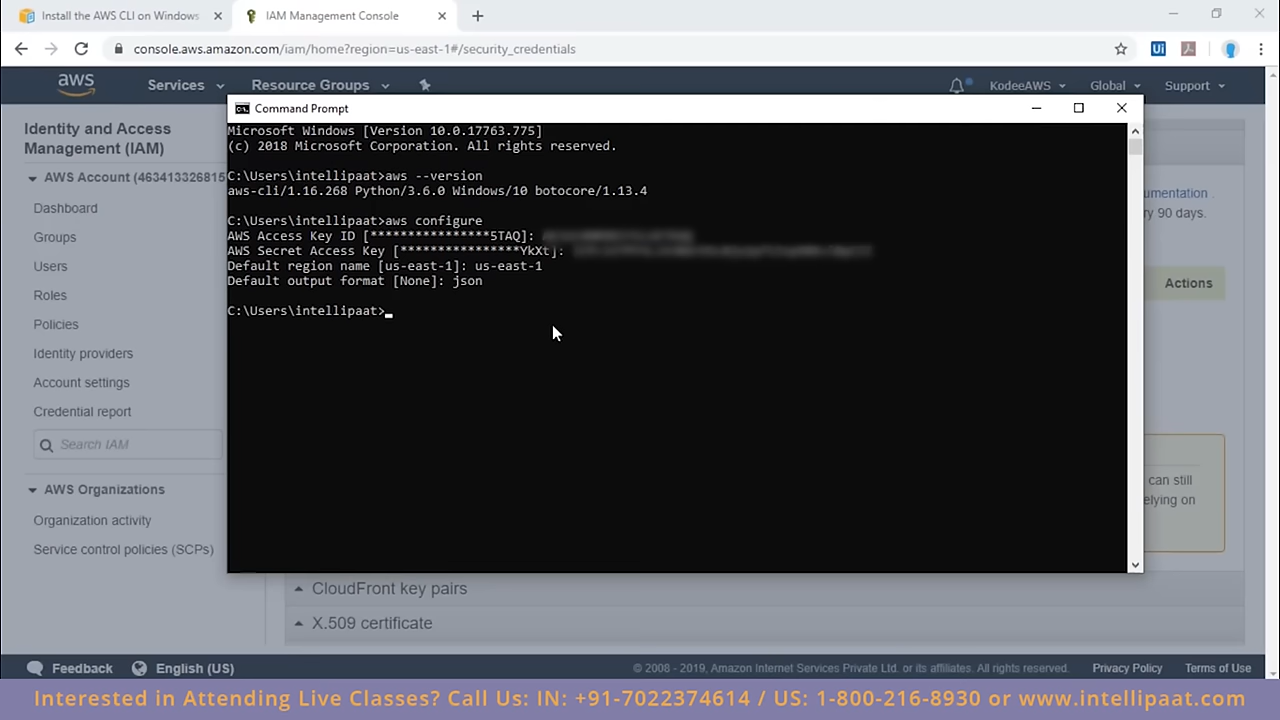 Install the AWS CLI on Windows
IAM Management Console
console.aws.amazon.com/iam/home?region=us-east-1#/security_credentials
Ui
aws
Services
Resource Groups
KodeeAWS
Global
Support
Identity and Access
Management (IAM)
AWS Account (463413326815
Dashboard
Groups
Users
Roles
Policies
Identity providers
Account settings
Credential report
Search IAM
AWS Organizations
Organization activity
Service control policies (SCPs)
Command Prompt
Microsoft Windows [Version 10.0.17763.775]
(c) 2018 Microsoft Corporation. All rights reserved.
C:\Users\intellipaat>aws --version
aws-cli/1.16.268 Python/3.6.0 Windows/10 botocore/1.13.4
C:\Users\intellipaat>aws configure
AWS Access Key ID [****************5TAQ]:
AWS Secret Access Key [****************YkXt]:
Default region name [us-east-1]: us-east-1
Default output format [None]: json
C:\Users\intellipaat>
umentation .
ry 90 days.
Actions
can still
elying on
CloudFront key pairs
X.509 certificate
Feedback
English (US)
© 2008 - 2019, Amazon Internet Services Private Ltd. or its affiliates. All rights reserved.
Privacy Policy
Terms of Use
Interested in Attending Live Classes? Call Us: IN: +91-7022374614 / US: 1-800-216-8930 or www.intellipaat.com